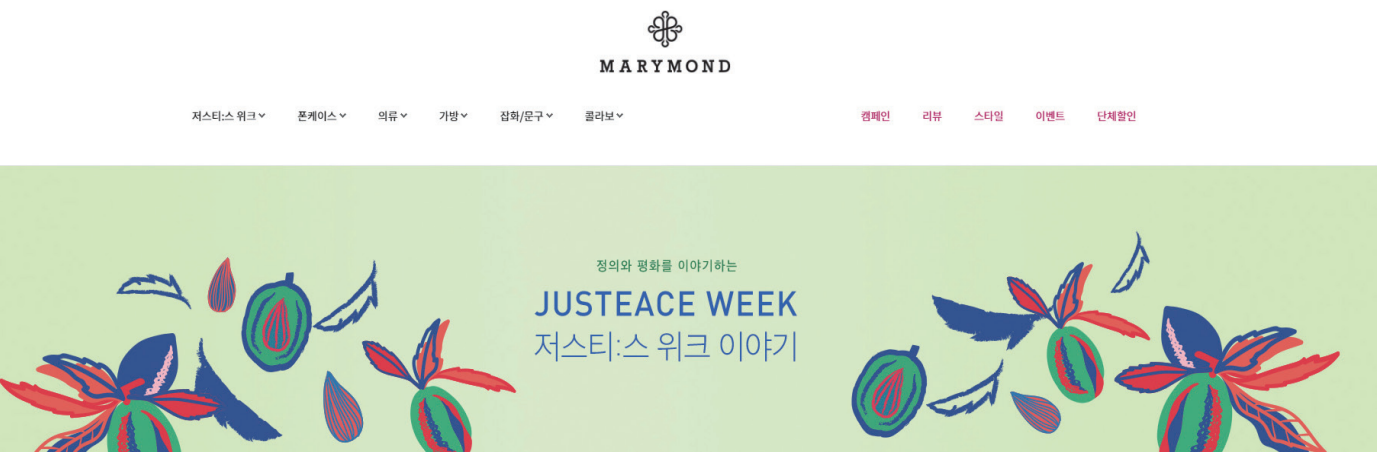 MARYMOND
저스티:스 위크 폰케이스 의류 가방 잡화/문구 콜라보 캠페인 리뷰 스타일 이벤트 단체할인
정의와 평화를 이야기하는
JUSTEACE WEEK
저스티:스 위크 이야기